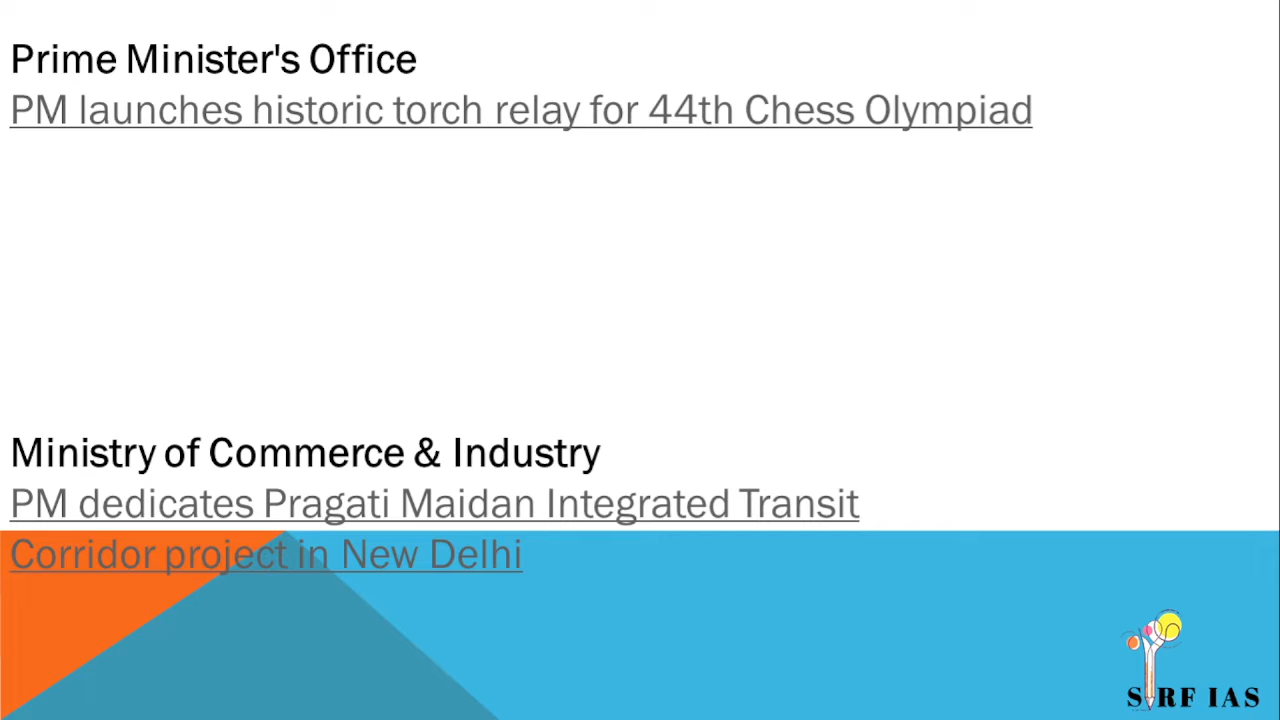 Prime Minister's Office
PM launches historic torch relay for 44th Chess Olympiad
Ministry of Commerce & Industry
PM dedicates Pragati Maidan Integrated Transit
Corridor project in New Delhi
SIRF IAS